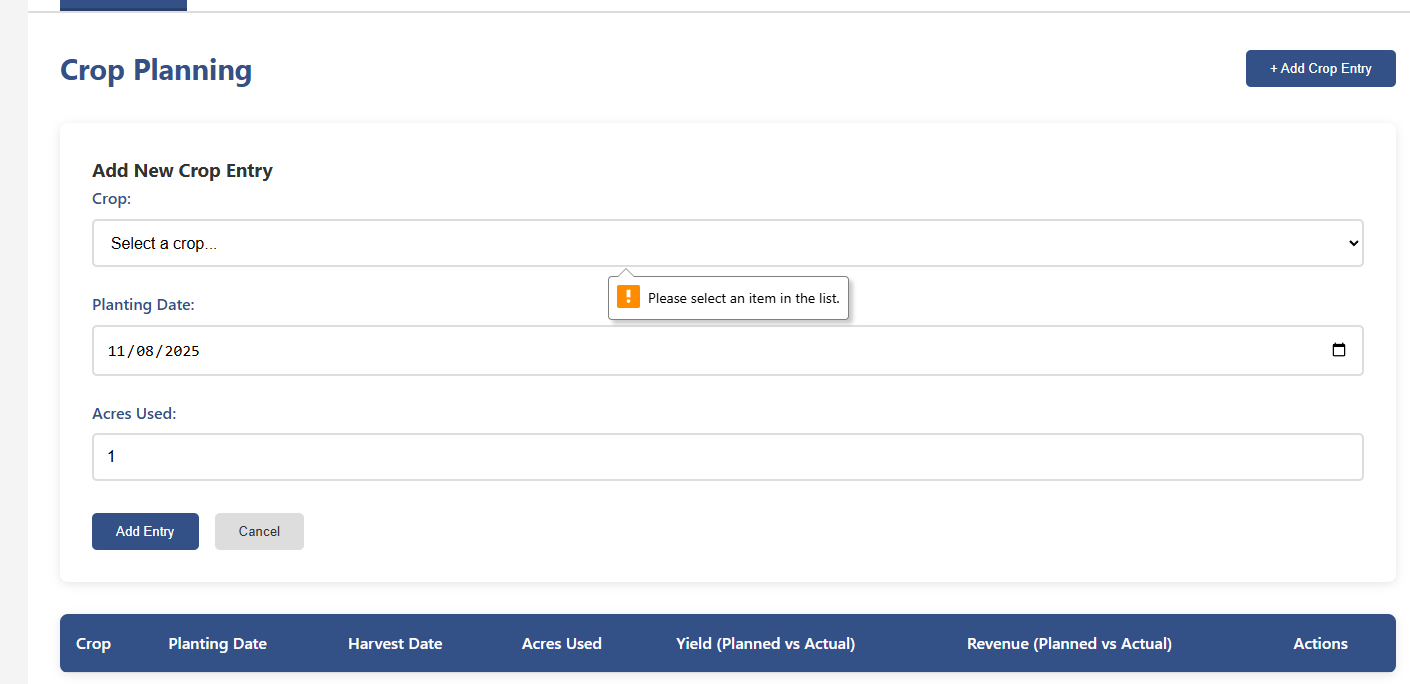 Crop Planning
+ Add Crop Entry
Add New Crop Entry
Crop:
Select a crop...
Please select an item in the list.
Planting Date:
11/08/2025
Acres Used:
1
Add Entry
Cancel
Crop Planting Date Harvest Date Acres Used Yield (Planned vs Actual) Revenue (Planned vs Actual) Actions